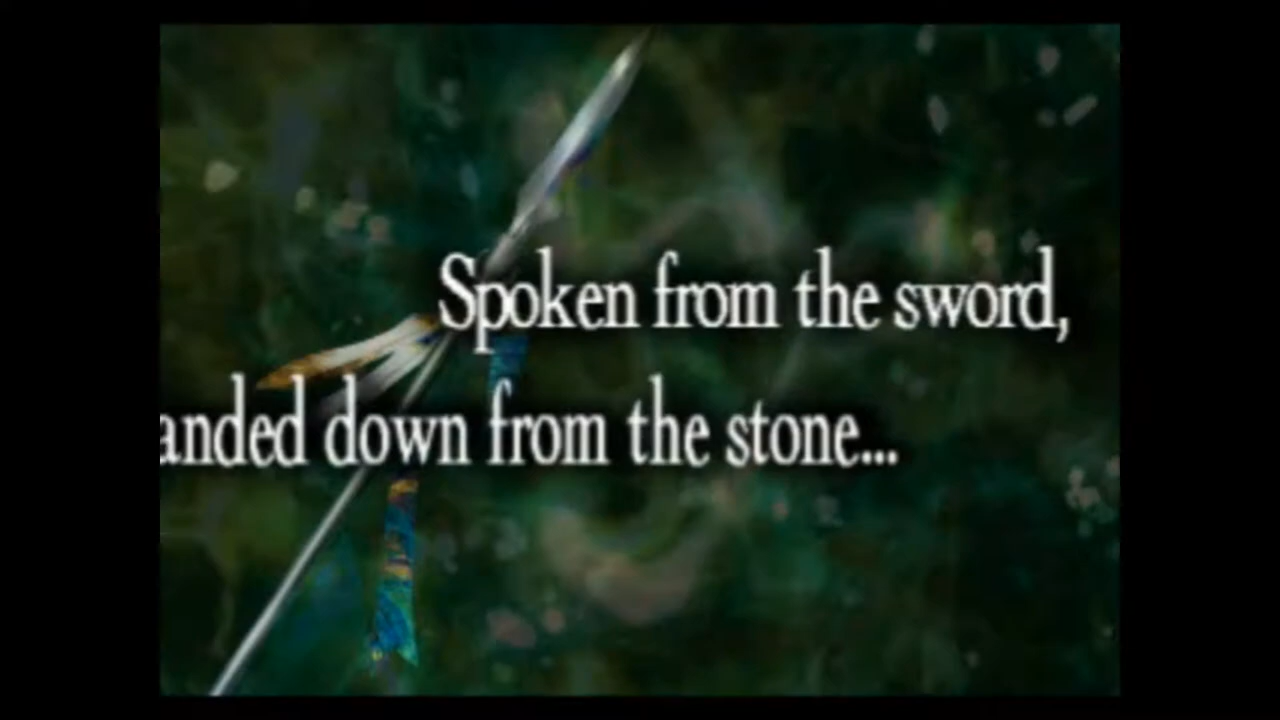 Spoken from the sword,
anded down from the stone...